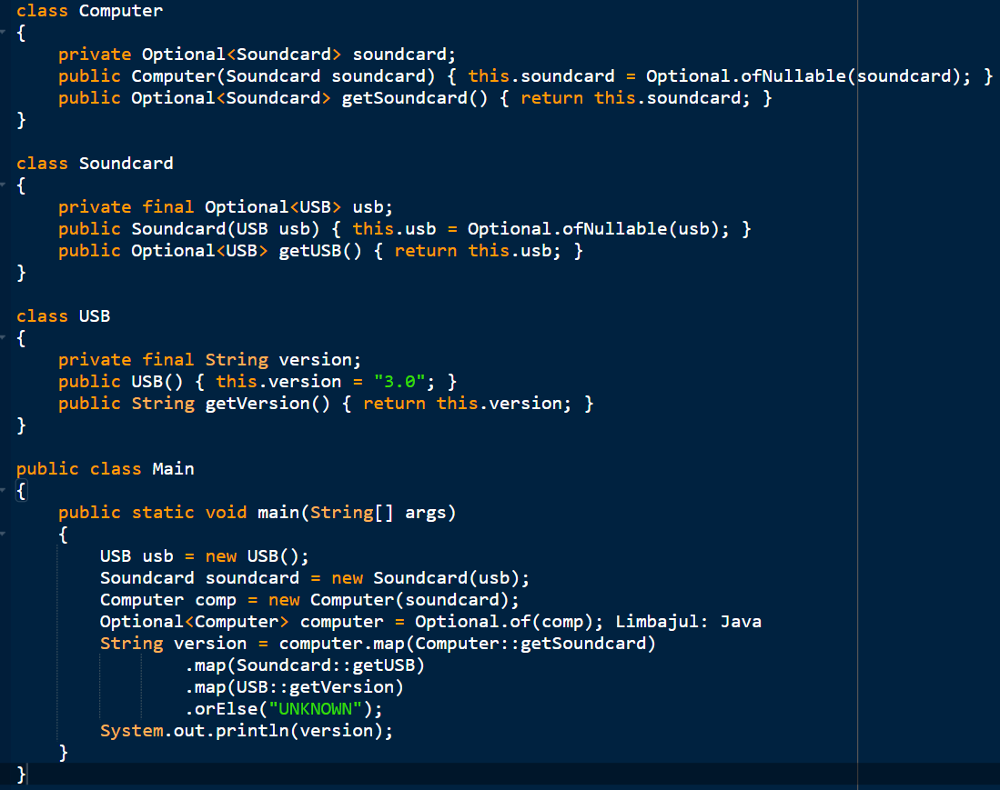 class Computer
{
    private Optional<Soundcard> soundcard;
    public Computer(Soundcard soundcard) { this.soundcard = Optional.ofNullable(soundcard); }
    public Optional<Soundcard> getSoundcard() { return this.soundcard; }
}

class Soundcard
{
    private final Optional<USB> usb;
    public Soundcard(USB usb) { this.usb = Optional.ofNullable(usb); }
    public Optional<USB> getUSB() { return this.usb; }
}

class USB
{
    private final String version;
    public USB() { this.version = "3.0"; }
    public String getVersion() { return this.version; }
}

public class Main
{
    public static void main(String[] args)
    {
        USB usb = new USB();
        Soundcard soundcard = new Soundcard(usb);
        Computer comp = new Computer(soundcard);
        Optional<Computer> computer = Optional.of(comp); Limbajul: Java
        String version = computer.map(Computer::getSoundcard)
                .map(Soundcard::getUSB)
                .map(USB::getVersion)
                .orElse("UNKNOWN");
        System.out.println(version);
    }
}